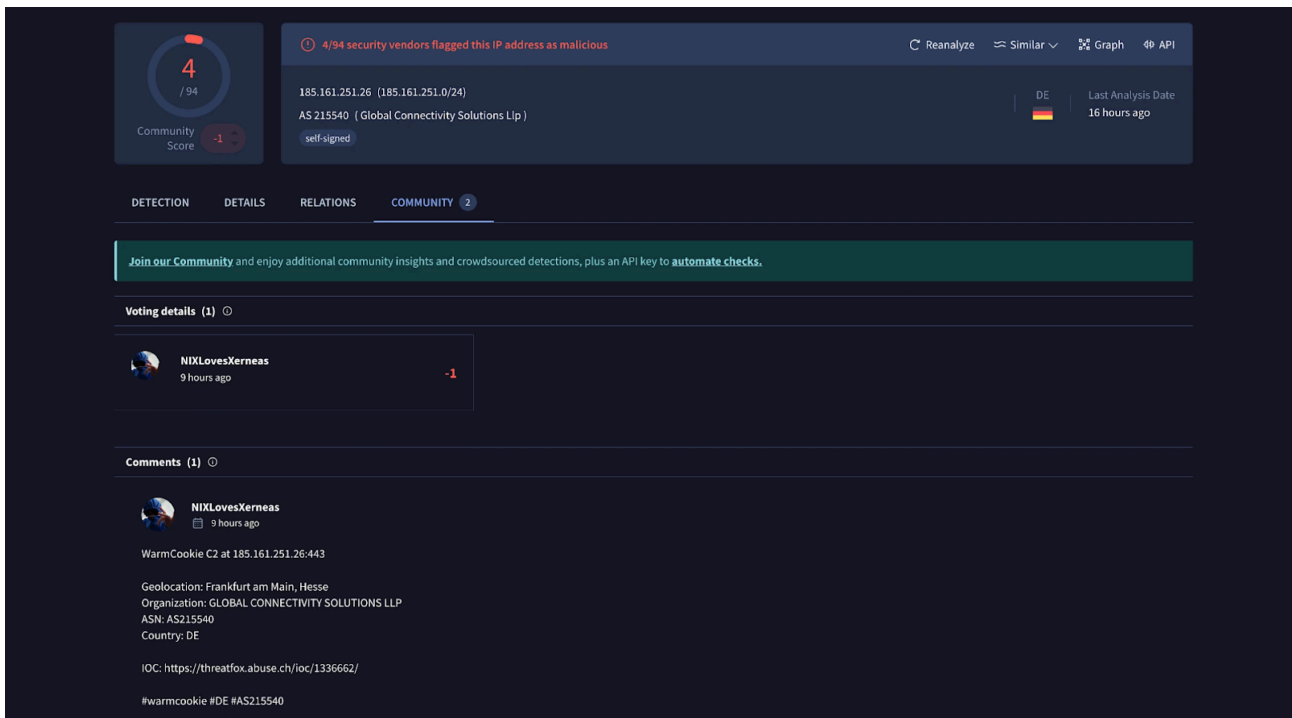 4
/ 94
Community Score
-1
4/94 security vendors flagged this IP address as malicious
Reanalyze
Similar
Graph
API
185.161.251.26 (185.161.251.0/24)
AS 215540 ( Global Connectivity Solutions Llp )
self-signed
DE
Last Analysis Date
16 hours ago
DETECTION
DETAILS
RELATIONS
COMMUNITY 2
Join our Community and enjoy additional community insights and crowdsourced detections, plus an API key to automate checks.
Voting details (1)
NIXLovesXerneas
9 hours ago
-1
Comments (1)
NIXLovesXerneas
9 hours ago
WarmCookie C2 at 185.161.251.26:443
Geolocation: Frankfurt am Main, Hesse
Organization: GLOBAL CONNECTIVITY SOLUTIONS LLP
ASN: AS215540
Country: DE
IOC: https://threatfox.abuse.ch/ioc/1336662/
#warmcookie #DE #AS215540